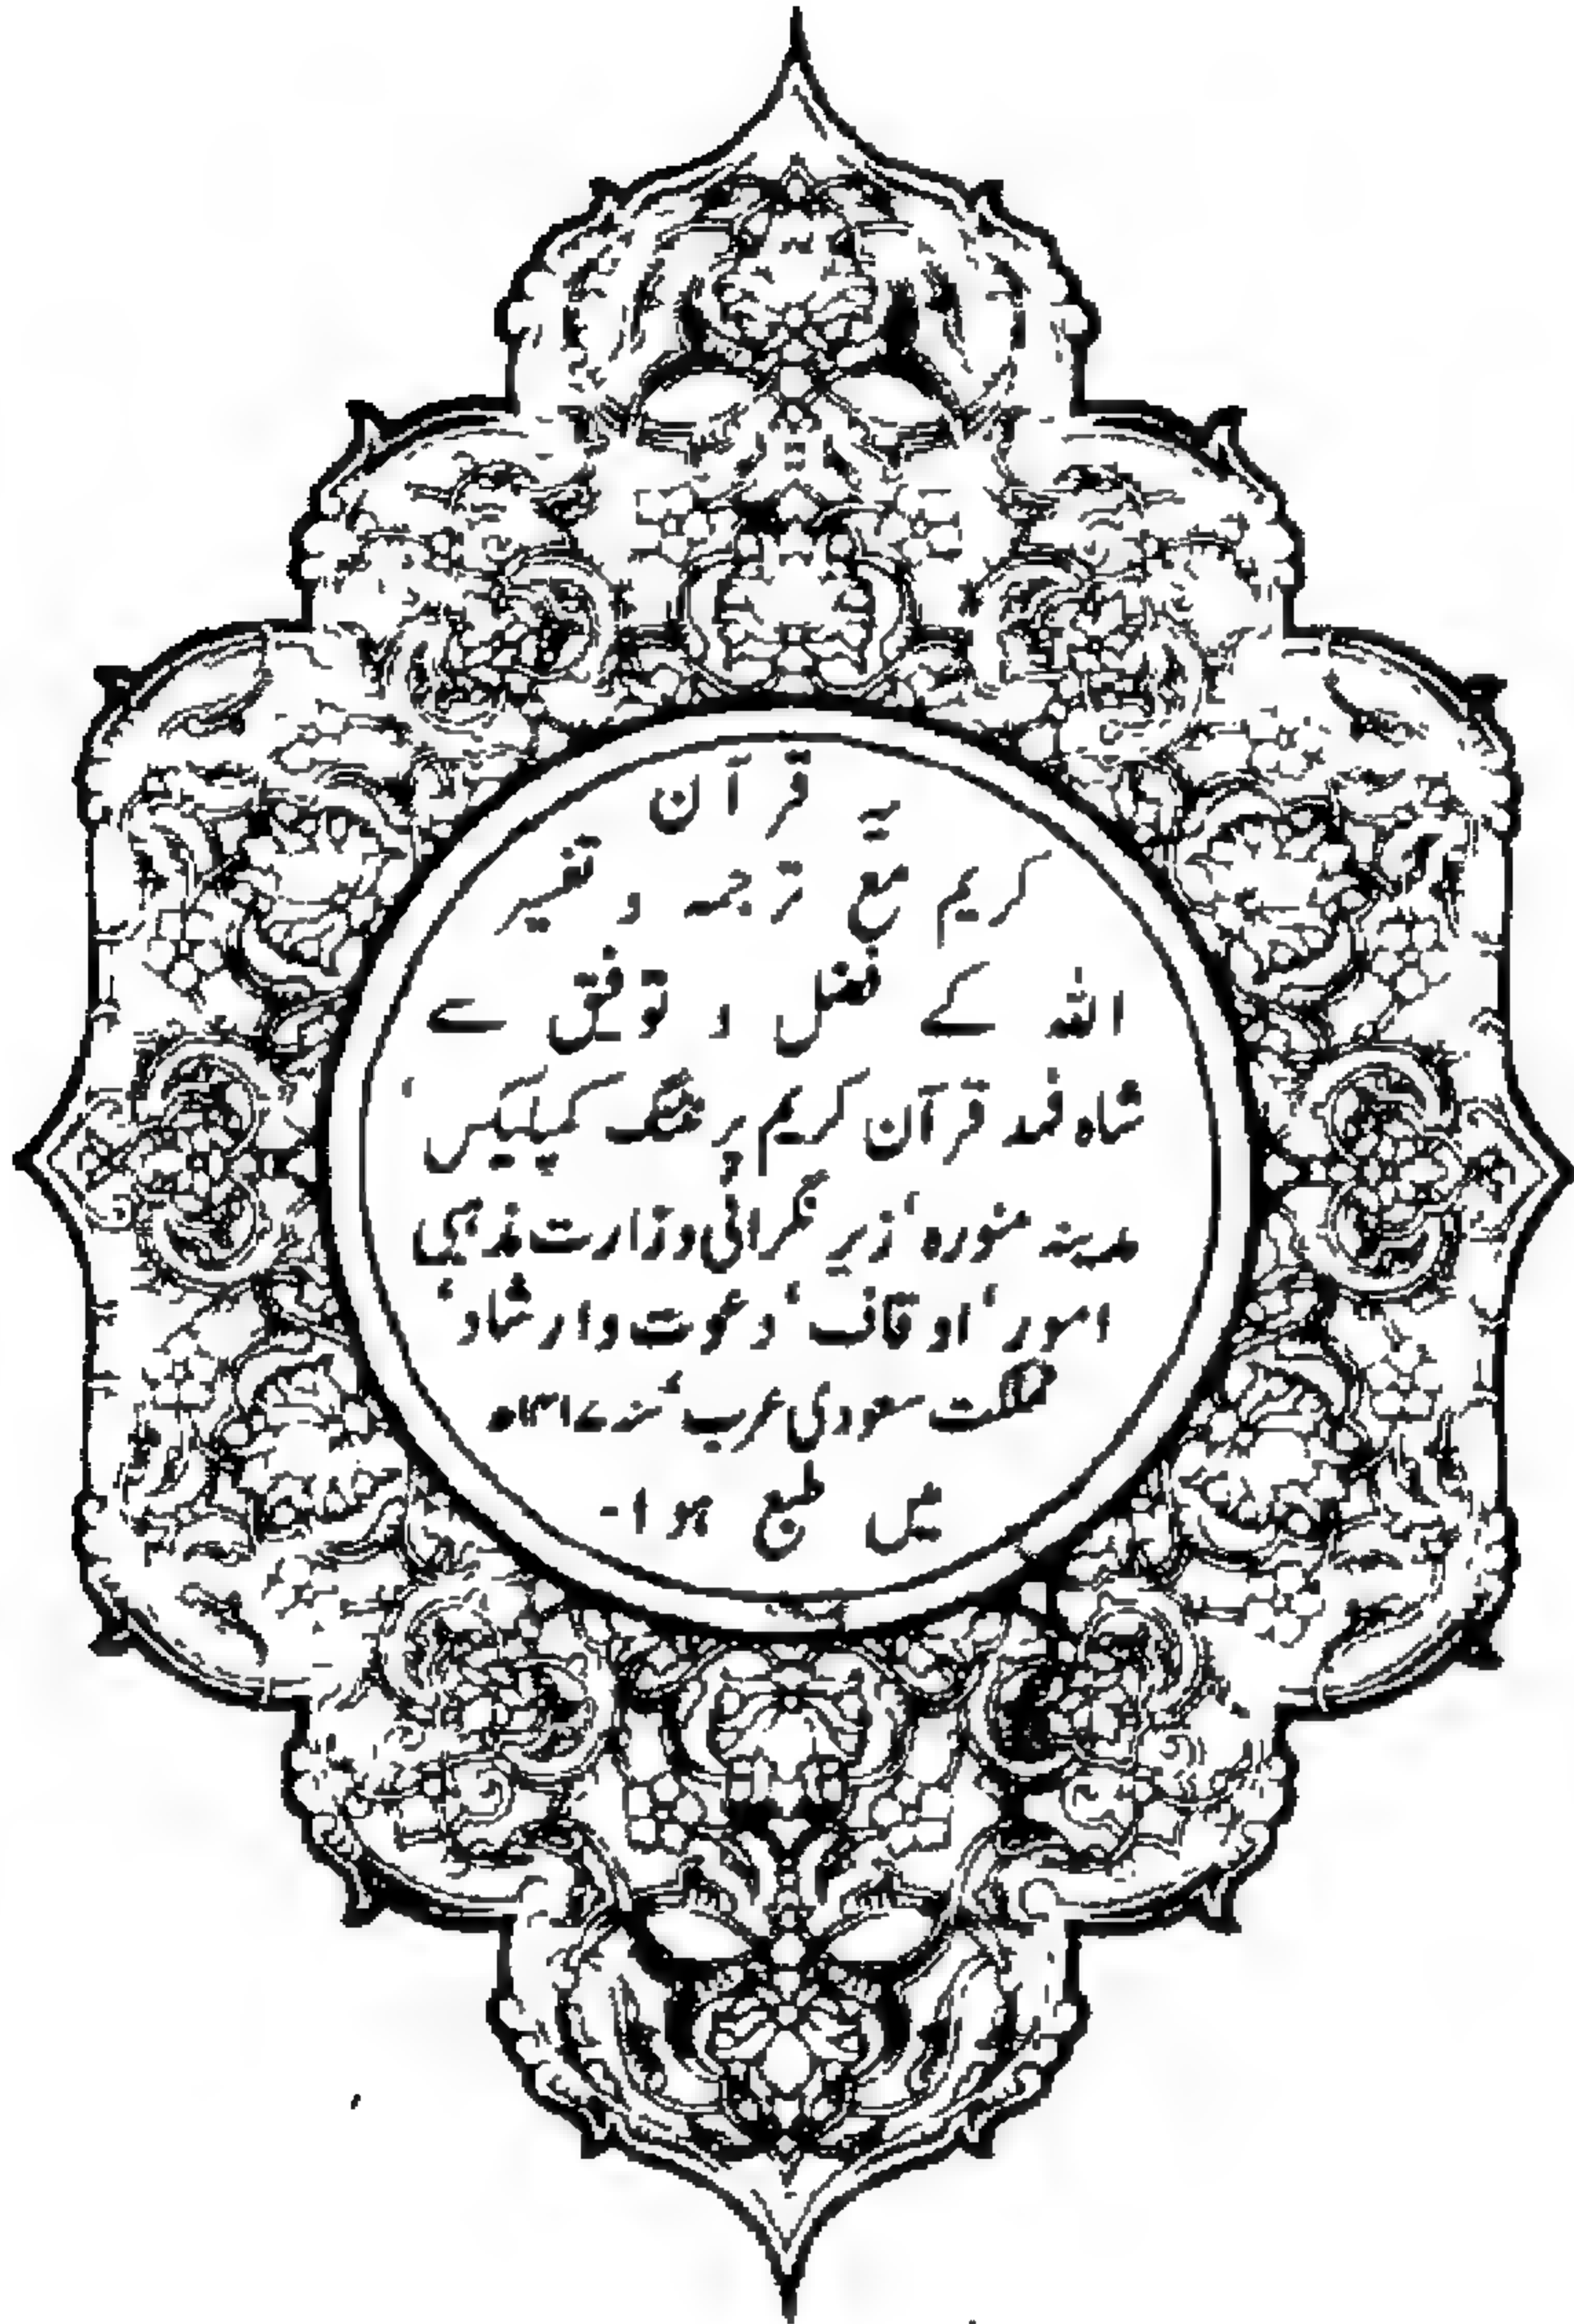 یہ قرآن
کریم مع ترجمہ و تفسیر
اللہ کے فضل و توفیق سے
شاہ فہد قرآن کریم پرنٹنگ کمپلیکس،
مدینہ منورہ، زیر نگرانی وزارت مذہبی
امور، اوقاف، دعوت و ارشاد،
مملکت سعودی عرب، سنہ ۱۴۱۷ھ
میں طبع ہوا۔